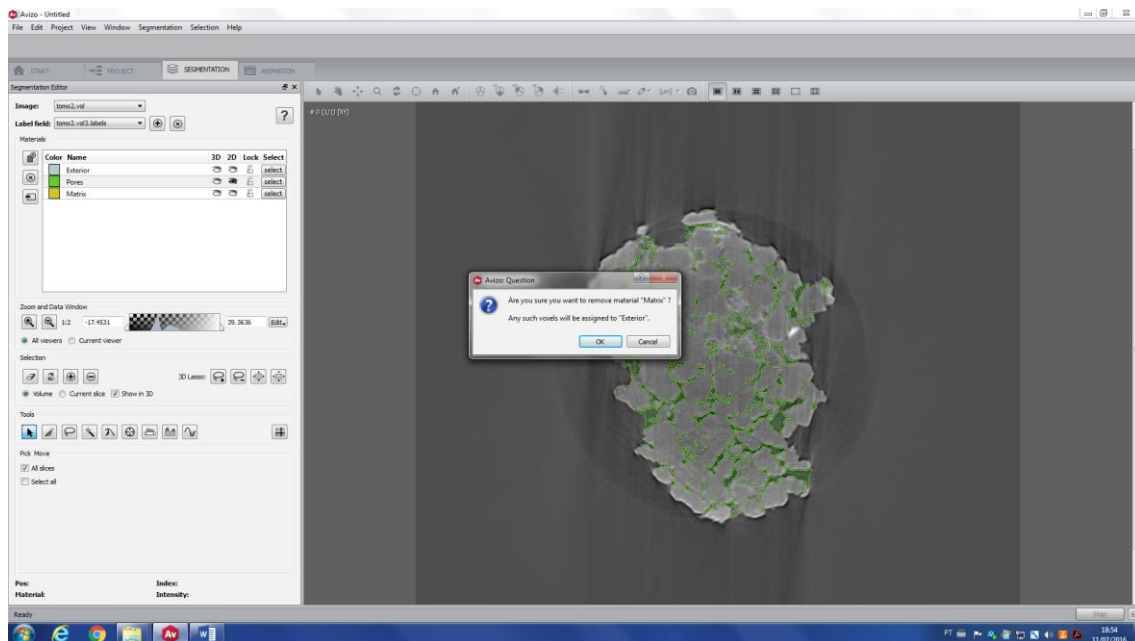 Avizo - Untitled
File Edit Project View Window Segmentation Selection Help
START PROJECT SEGMENTATION ANIMATION
Segmentation Editor
Image: tomo2.vol
Label field: tomo2.vol3.labels
?
Materials
Color Name 3D 2D Lock Select
Exterior select
Pores select
Matrix select
Zoom and Data Window
1:2 -17.4531 39.3636 Edit
All viewers Current viewer
Selection
3D Lasso:
Volume Current slice Show in 3D
Tools
Pick Move
All slices
Select all
Pos: Index:
Material: Intensity:
Ready
Avizo: Question
Are you sure you want to remove material "Matrix" ?
Any such voxels will be assigned to "Exterior".
OK Cancel
Stop
PT 18:54
11/07/2016